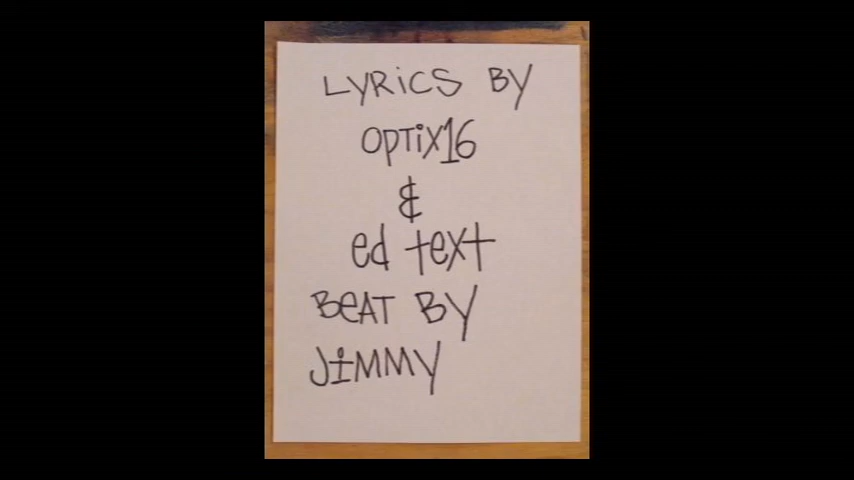 LYRiCS BY
OPTiX16
&
ed text
BeAT BY
JiMMY